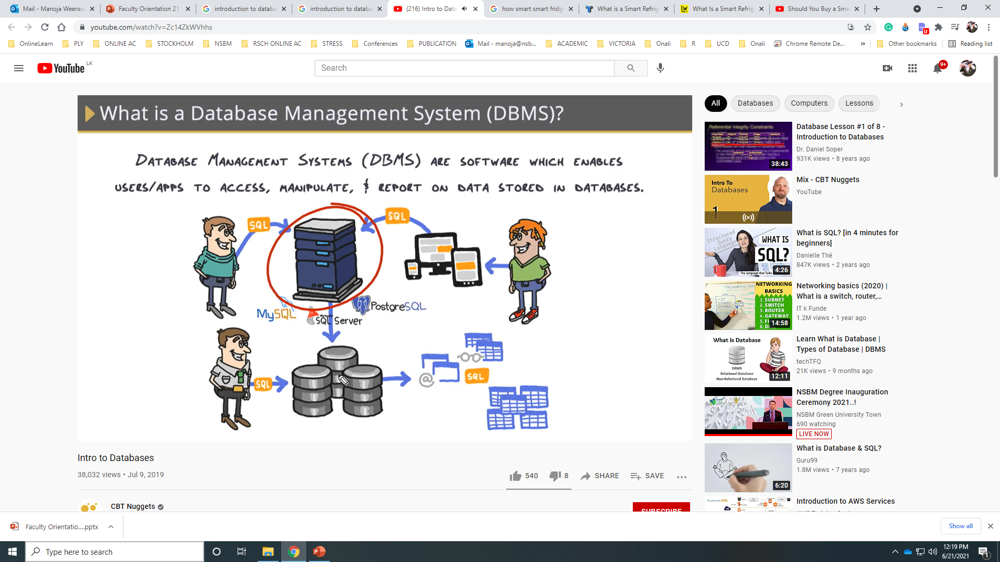 Mail - Manoja Weerase
Faculty Orientation 21.
introduction to databa
introduction to databa
(216) Intro to Data
how smart smart fridg
What is a Smart Refrig
What Is a Smart Refrig
Should You Buy a Sma
youtube.com/watch?v=Zc14ZkWVhhs
OnlineLearn
PLY
ONLINE AC
STOCKHOLM
NSBM
RSCH ONLINE AC
STRESS
Conferences
PUBLICATION
Mail - manoja@nsb...
ACADEMIC
VICTORIA
Onali
R
UCD
Onali
Chrome Remote De...
»
Other bookmarks
Reading list
YouTube LK
Search
9+
What is a Database Management System (DBMS)?
DATABASE MANAGEMENT SYSTEMS (DBMS) ARE SOFTWARE WHICH ENABLES
USERS/APPS TO ACCESS, MANIPULATE, & REPORT ON DATA STORED IN DATABASES.
SQL
SQL
MySQL
SQL Server
PostgreSQL
SQL
@
SQL
Intro to Databases
38,032 views • Jul 9, 2019
540
8
SHARE
SAVE
CBT Nuggets
SUBSCRIBE
All
Databases
Computers
Lessons
Referential Integrity Constraints
38:43
Database Lesson #1 of 8 -
Introduction to Databases
Dr. Daniel Soper
931K views • 8 years ago
Intro To
Databases
1
Mix - CBT Nuggets
YouTube
Structured
Query
Language
WHAT IS
SQL?
4:26
What is SQL? [in 4 minutes for
beginners]
Danielle Thé
847K views • 2 years ago
NETWORKING
BASICS
1.SUBNET
2.SWITCH
3.ROUTER
4.GATEWAY
14:58
Networking basics (2020) |
What is a switch, router,...
IT k Funde
1.2M views • 1 year ago
What is Database
DBMS
Relational Database
Non-Relational Database
12:11
Learn What is Database |
Types of Database | DBMS
techTFQ
21K views • 9 months ago
NSBM Degree Inauguration
Ceremony 2021..!
NSBM Green University Town
690 watching
LIVE NOW
6:20
What is Database & SQL?
Guru99
1.8M views • 7 years ago
Introduction to AWS Services
Faculty Orientatio....pptx
Show all
Type here to search
12:19 PM
6/21/2021
1